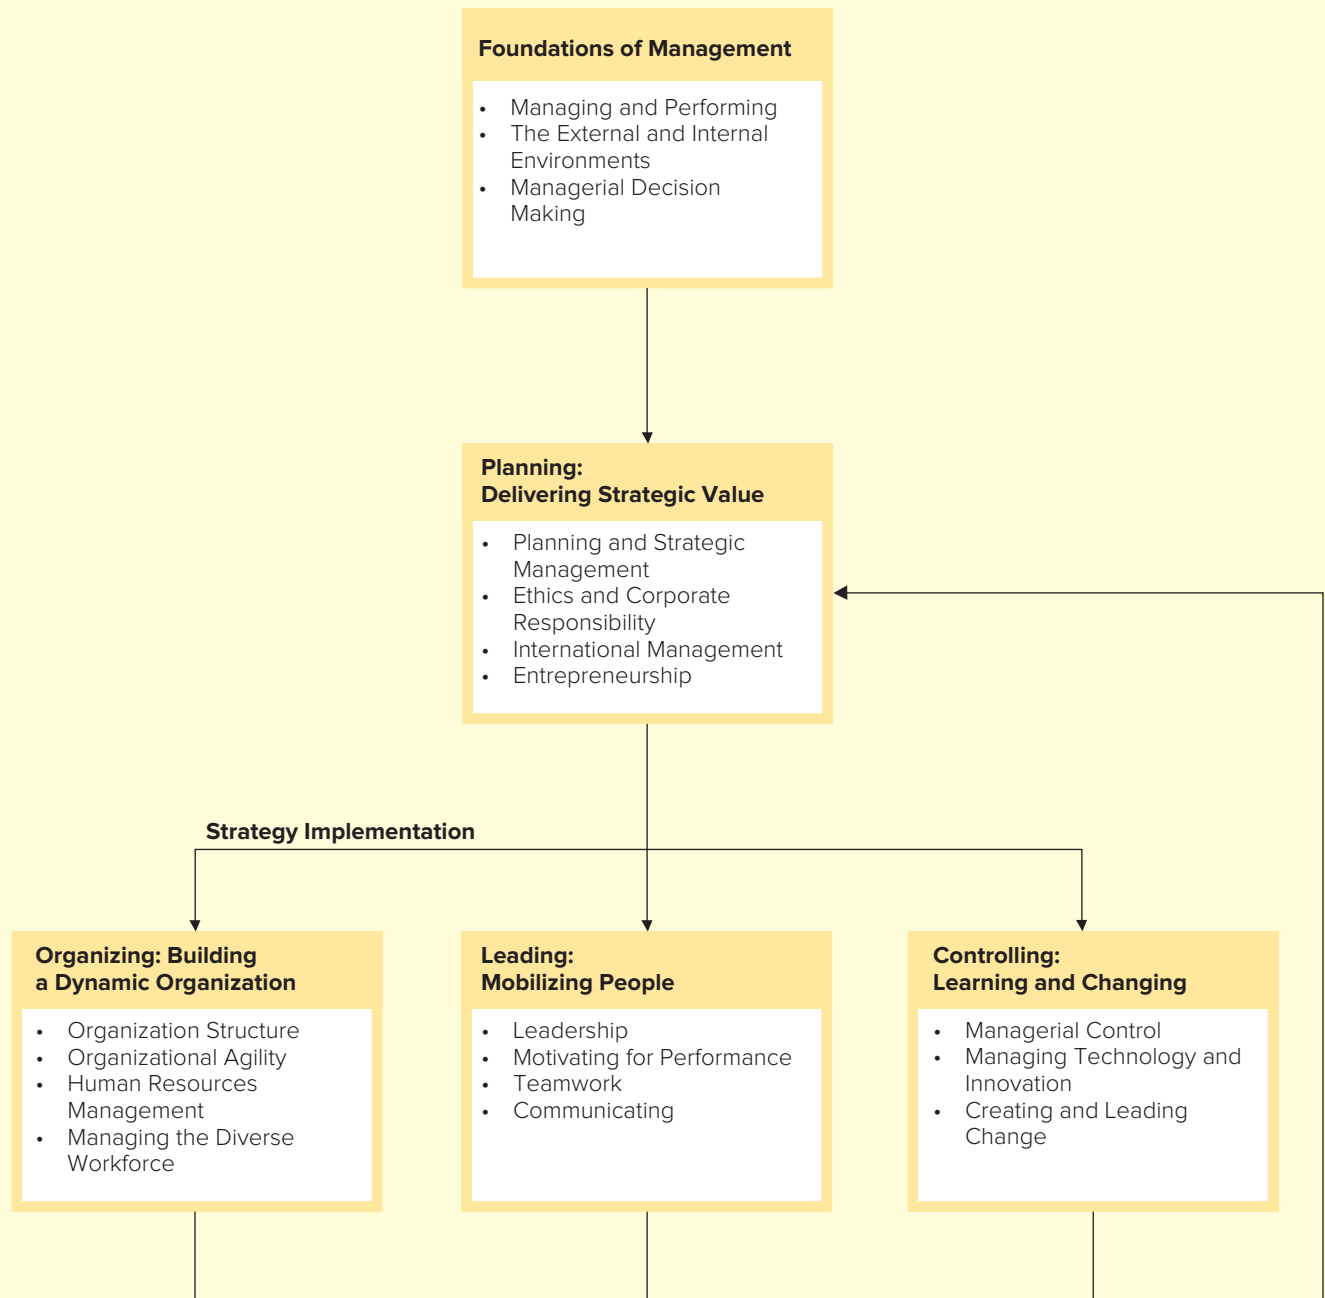 Foundations of Management
• Managing and Performing
• The External and Internal
Environments
• Managerial Decision
Making
Planning:
Delivering Strategic Value
• Planning and Strategic
Management
• Ethics and Corporate
Responsibility
• International Management
• Entrepreneurship
Strategy Implementation
Organizing: Building
a Dynamic Organization
• Organization Structure
• Organizational Agility
• Human Resources
Management
• Managing the Diverse
Workforce
Leading:
Mobilizing People
• Leadership
• Motivating for Performance
• Teamwork
• Communicating
Controlling:
Learning and Changing
• Managerial Control
• Managing Technology and
Innovation
• Creating and Leading
Change